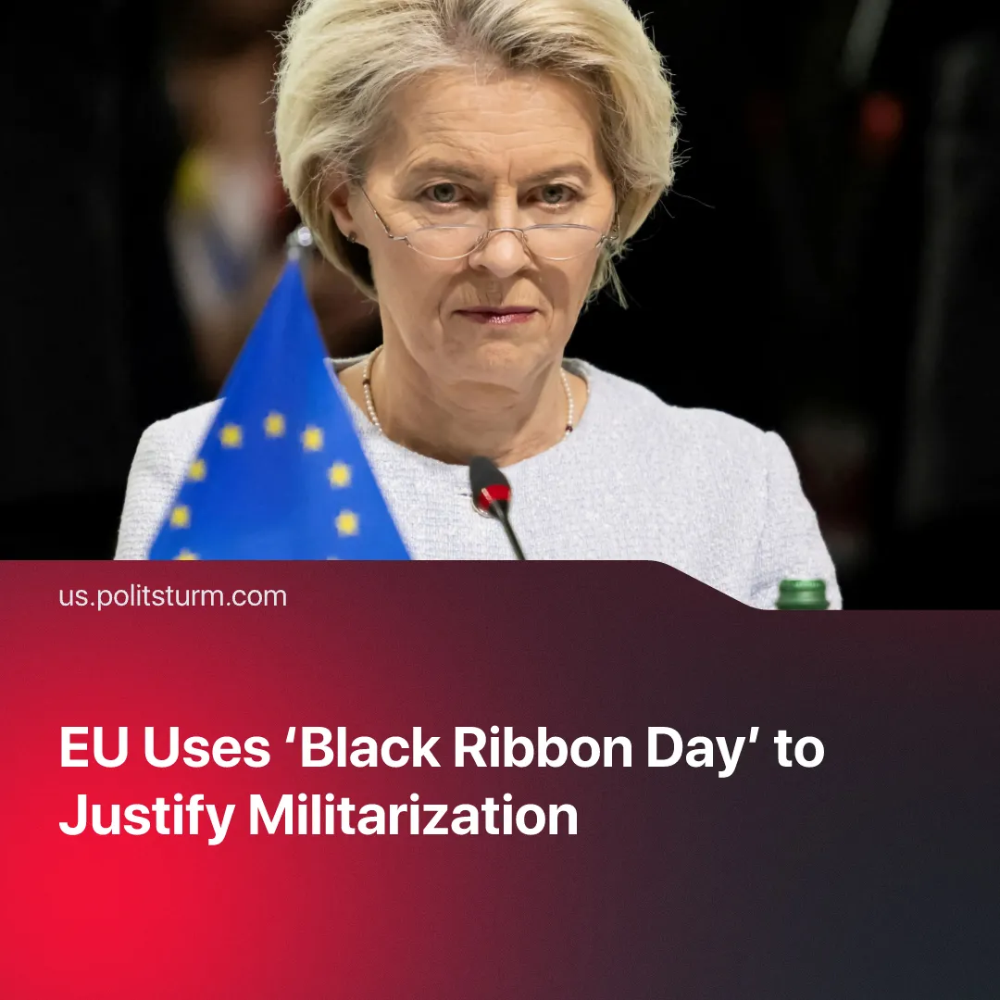 us.politsturm.com
EU Uses ‘Black Ribbon Day’ to
Justify Militarization